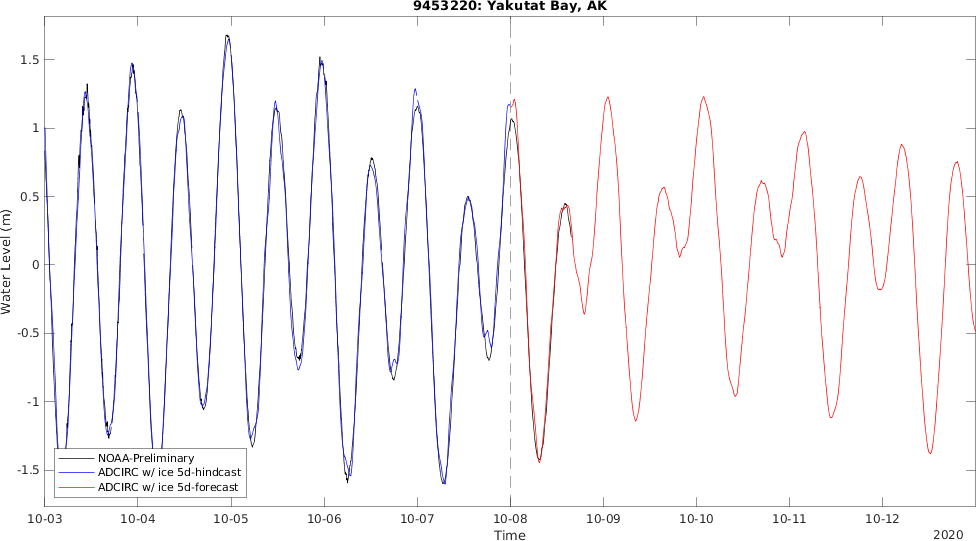 9453220: Yakutat Bay, AK
Water Level (m)
1.5
1
0.5
0
-0.5
-1
-1.5
NOAA-Preliminary
ADCIRC w/ ice 5d-hindcast
ADCIRC w/ ice 5d-forecast
10-03 10-04 10-05 10-06 10-07 10-08 10-09 10-10 10-11 10-12
Time
2020